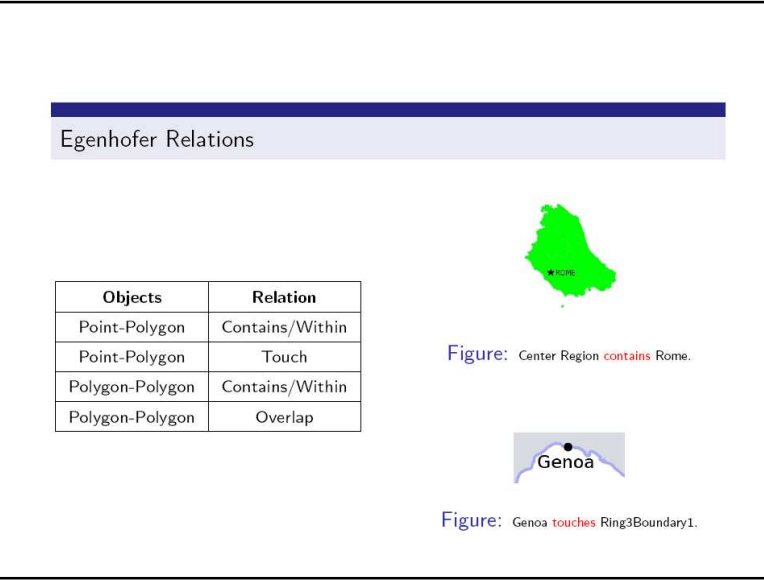 Egenhofer Relations
Objects Relation
Point-Polygon Contains/Within
Point-Polygon Touch
Polygon-Polygon Contains/Within
Polygon-Polygon Overlap
ROME
Figure: Center Region contains Rome.
Genoa
Figure: Genoa touches Ring3Boundary1.